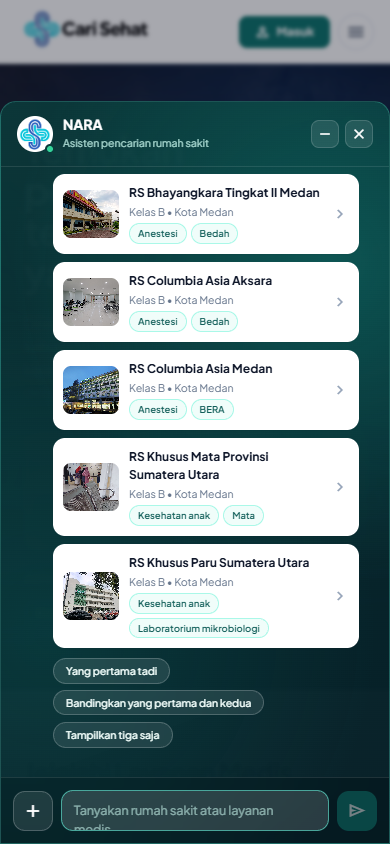 Cari Sehat
Masuk
NARA
Asisten pencarian rumah sakit
RS Bhayangkara Tingkat II Medan
Kelas B • Kota Medan
Anestesi Bedah
RS Columbia Asia Aksara
Kelas B • Kota Medan
Anestesi Bedah
RS Columbia Asia Medan
Kelas B • Kota Medan
Anestesi BERA
RS Khusus Mata Provinsi
Sumatera Utara
Kelas B • Kota Medan
Kesehatan anak Mata
RS Khusus Paru Sumatera Utara
Kelas B • Kota Medan
Kesehatan anak
Laboratorium mikrobiologi
Yang pertama tadi
Bandingkan yang pertama dan kedua
Tampilkan tiga saja
Tanyakan rumah sakit atau layanan
medis